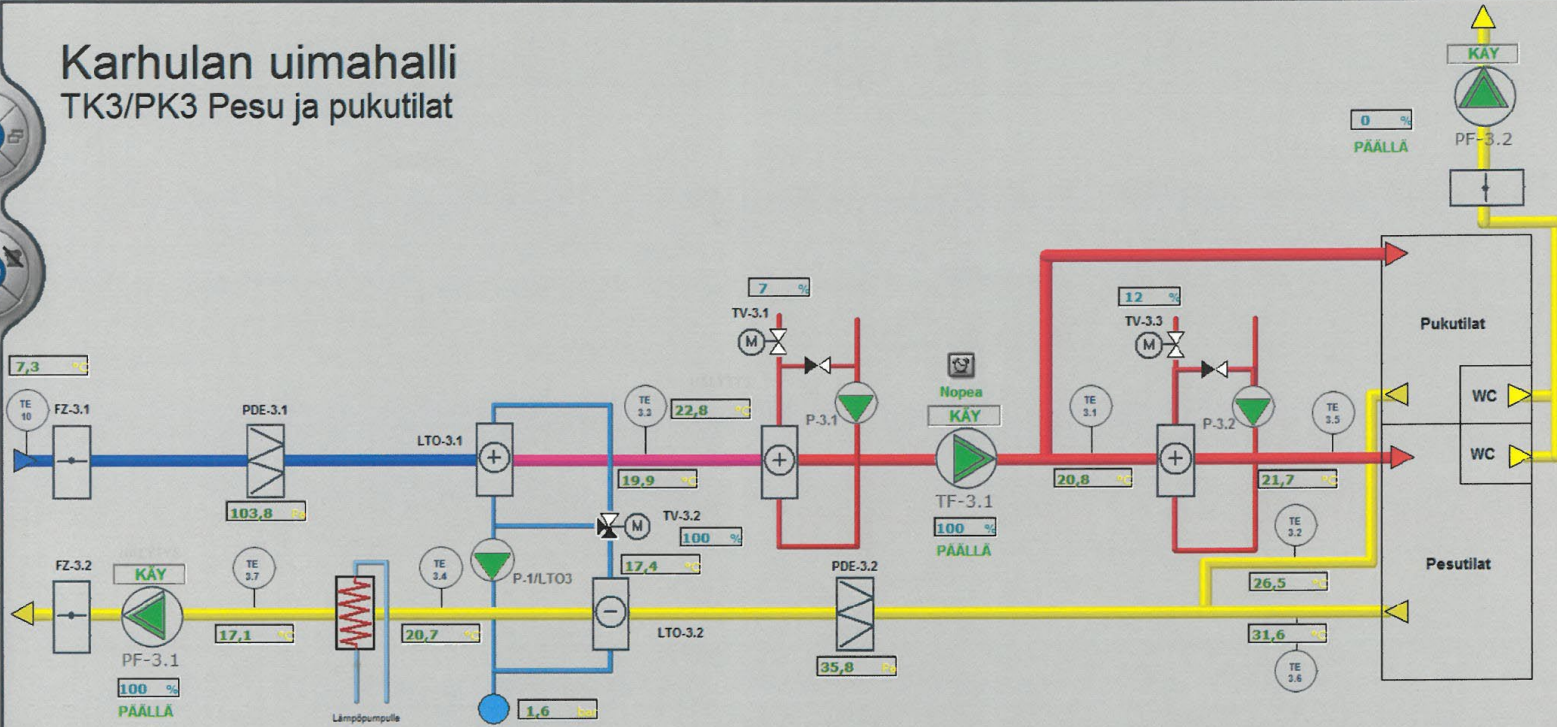 Karhulan uimahalli
TK3/PK3 Pesu ja pukutilat
KÄY
0 %
PÄÄLLÄ
PF-3.2
7 %
TV-3.1
M
12 %
TV-3.3
M
Pukutilat
7,3 °C
TE 10
FZ-3.1
PDE-3.1
LTO-3.1
TE 3.3
22,8 °C
P-3.1
Nopea
KÄY
TE 3.1
P-3.2
TE 3.5
WC
WC
103,8 Pa
19,9 °C
TF-3.1
100 %
PÄÄLLÄ
20,8 °C
21,7 °C
M
TV-3.2
100 %
TE 3.2
FZ-3.2
KÄY
TE 3.7
TE 3.4
P-1/LTO3
17,4 °C
PDE-3.2
26,5 °C
Pesutilat
PF-3.1
17,1 °C
20,7 °C
LTO-3.2
31,6 °C
35,8 Pa
TE 3.6
100 %
PÄÄLLÄ
Lämpöpumpulle
1,6 bar